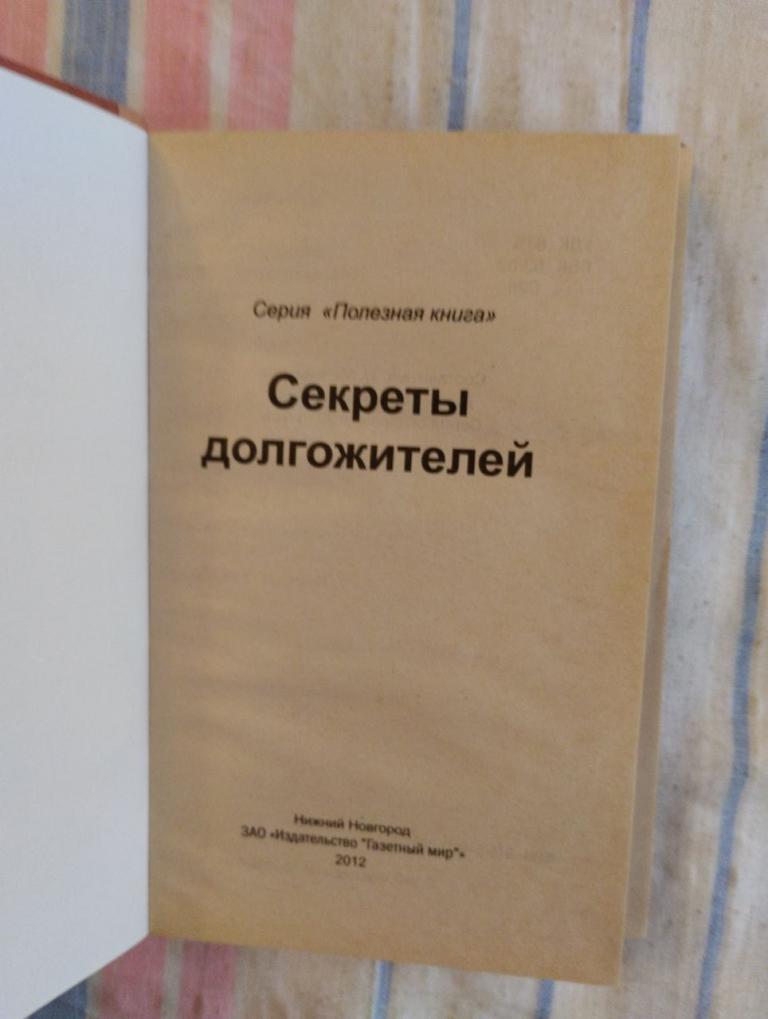 Серия «Полезная книга»
Секреты
долгожителей
Нижний Новгород
ЗАО «Издательство "Газетный мир"»
2012